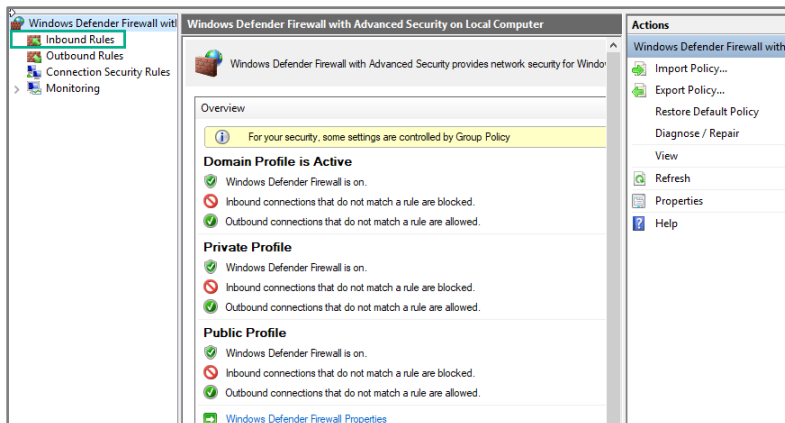 Windows Defender Firewall witl
Inbound Rules
Outbound Rules
Connection Security Rules
Monitoring
Windows Defender Firewall with Advanced Security on Local Computer
Windows Defender Firewall with Advanced Security provides network security for Windov
Overview
For your security, some settings are controlled by Group Policy
Domain Profile is Active
Windows Defender Firewall is on.
Inbound connections that do not match a rule are blocked.
Outbound connections that do not match a rule are allowed.
Private Profile
Windows Defender Firewall is on.
Inbound connections that do not match a rule are blocked.
Outbound connections that do not match a rule are allowed.
Public Profile
Windows Defender Firewall is on.
Inbound connections that do not match a rule are blocked.
Outbound connections that do not match a rule are allowed.
Windows Defender Firewall Properties
Actions
Windows Defender Firewall with
Import Policy...
Export Policy...
Restore Default Policy
Diagnose / Repair
View
Refresh
Properties
Help